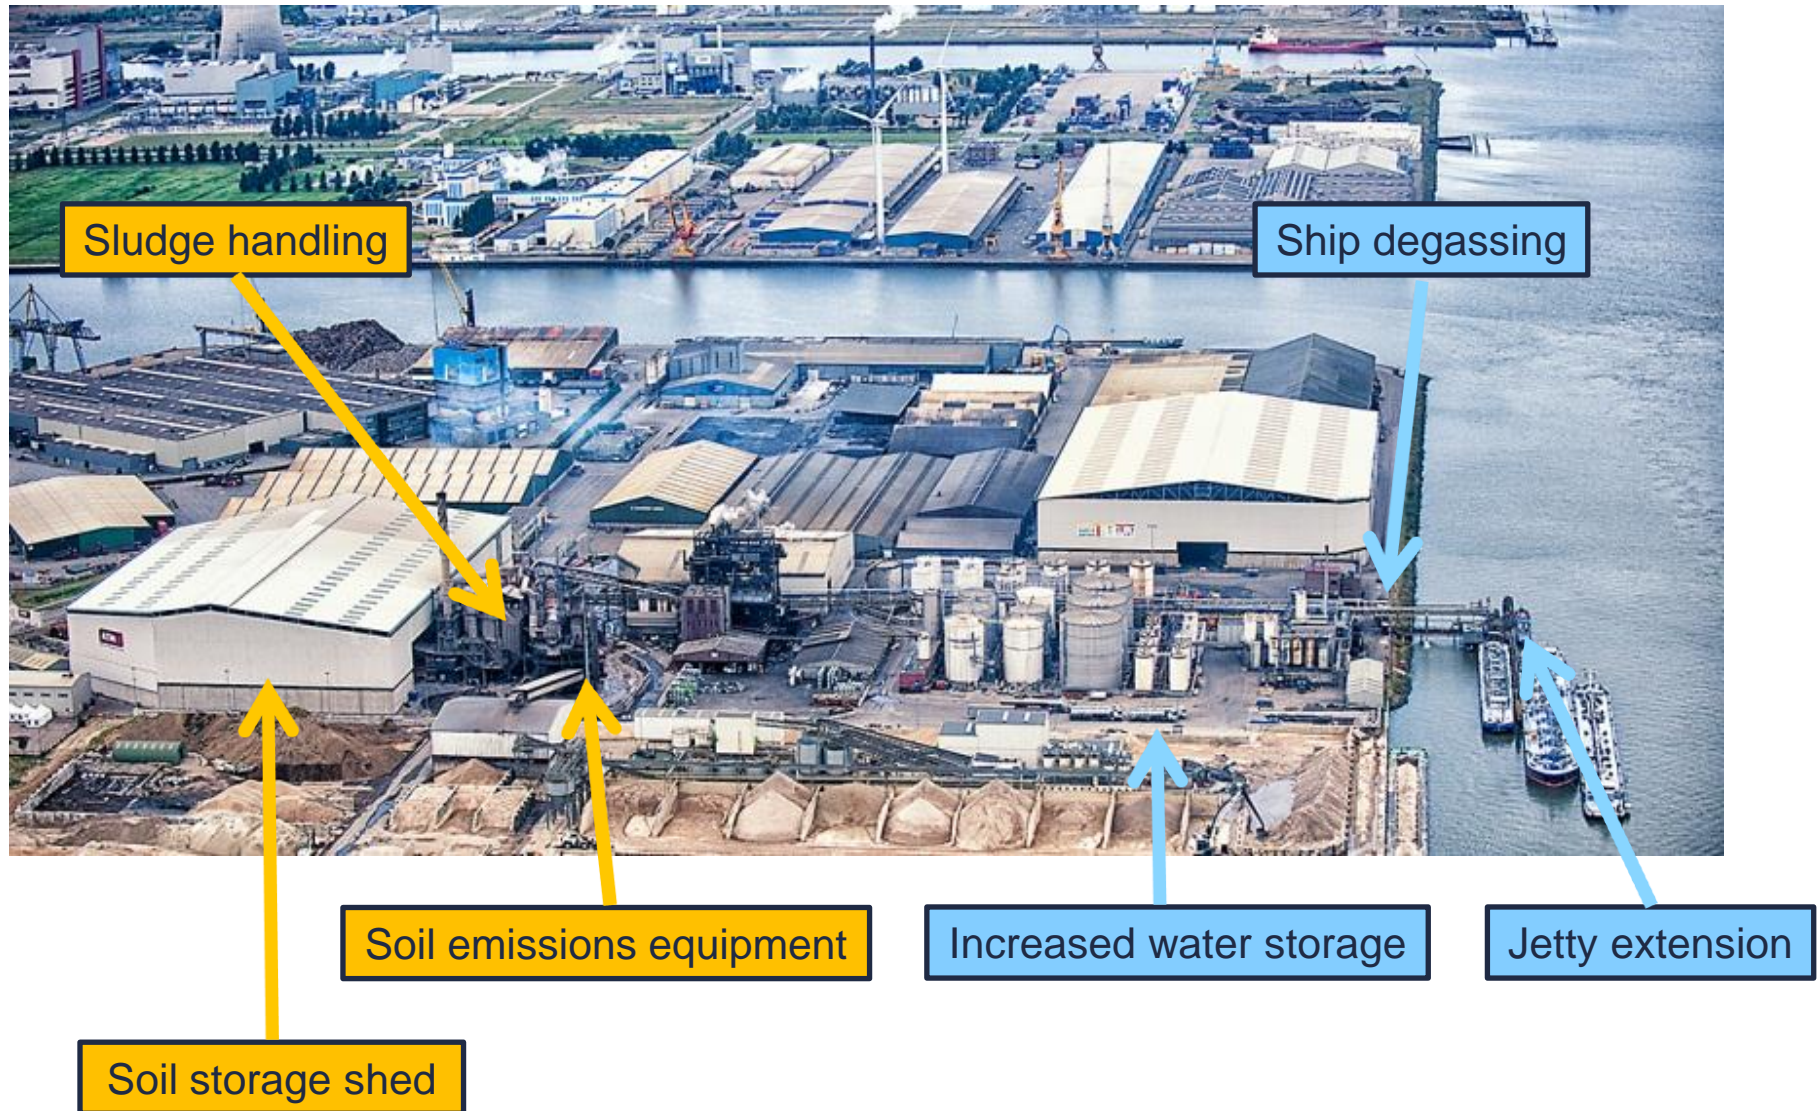 Sludge handling
Ship degassing
Soil emissions equipment
Increased water storage
Jetty extension
Soil storage shed